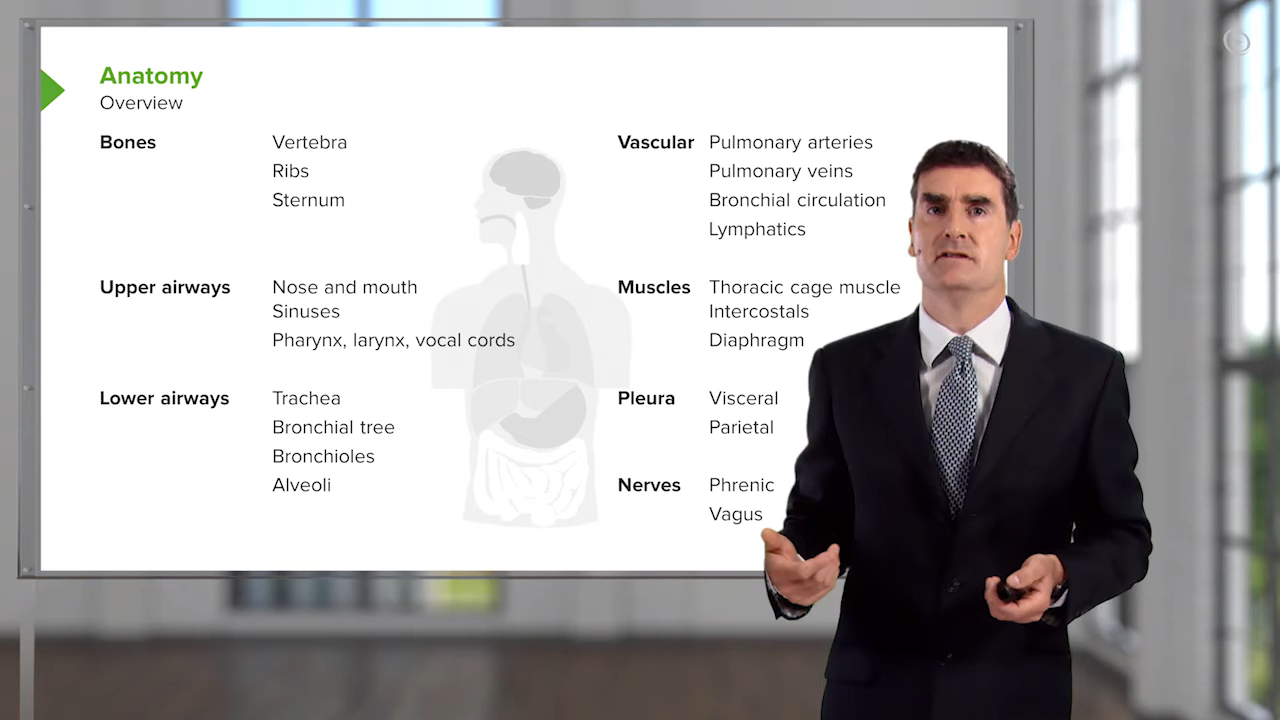 Anatomy
Overview
Bones
Vertebra
Ribs
Sternum
Upper airways
Nose and mouth
Sinuses
Pharynx, larynx, vocal cords
Lower airways
Trachea
Bronchial tree
Bronchioles
Alveoli
Vascular
Pulmonary arteries
Pulmonary veins
Bronchial circulation
Lymphatics
Muscles
Thoracic cage muscle
Intercostals
Diaphragm
Pleura
Visceral
Parietal
Nerves
Phrenic
Vagus